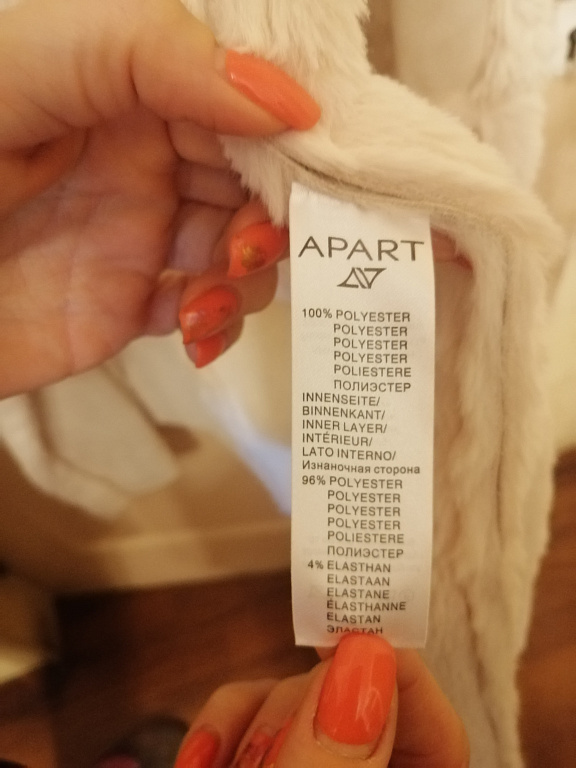 APART
100% POLYESTER
POLYESTER
POLYESTER
POLYESTER
POLIESTERE
ПОЛИЭСТЕР
INNENSEITE/
BINNENKANT/
INNER LAYER/
INTÉRIEUR/
LATO INTERNO/
Изнаночная сторона
96% POLYESTER
POLYESTER
POLYESTER
POLYESTER
POLIESTERE
ПОЛИЭСТЕР
4% ELASTHAN
ELASTAAN
ELASTANE
ÉLASTHANNE
ELASTAN
ЭЛАСТАН